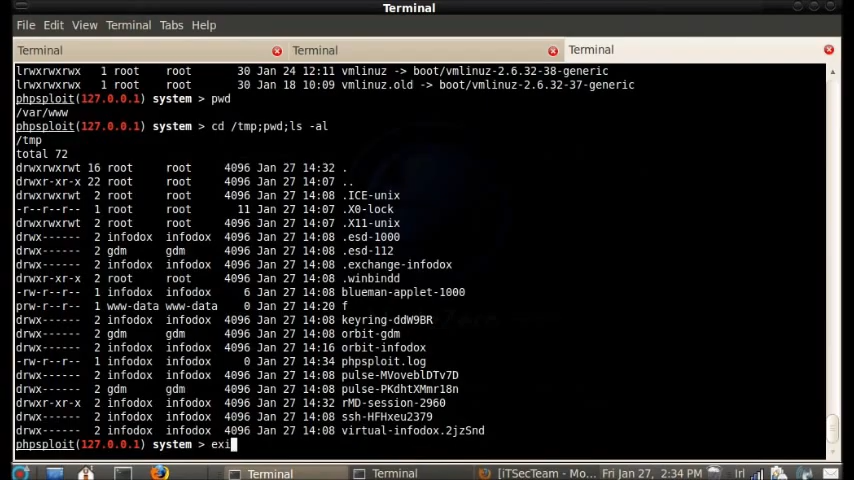 Terminal
File Edit View Terminal Tabs Help
Terminal Terminal Terminal
lrwxrwxrwx 1 root root 30 Jan 24 12:11 vmlinuz -> boot/vmlinuz-2.6.32-38-generic
lrwxrwxrwx 1 root root 30 Jan 18 10:09 vmlinuz.old -> boot/vmlinuz-2.6.32-37-generic
phpsploit(127.0.0.1) system > pwd
/var/www
phpsploit(127.0.0.1) system > cd /tmp;pwd;ls -al
/tmp
total 72
drwxrwxrwt 16 root root 4096 Jan 27 14:32 .
drwxr-xr-x 22 root root 4096 Jan 27 14:07 ..
drwxrwxrwt 2 root root 4096 Jan 27 14:08 .ICE-unix
-r--r--r-- 1 root root 11 Jan 27 14:07 .X0-lock
drwxrwxrwt 2 root root 4096 Jan 27 14:07 .X11-unix
drwx------ 2 infodox infodox 4096 Jan 27 14:08 .esd-1000
drwx------ 2 gdm gdm 4096 Jan 27 14:08 .esd-112
drwx------ 2 infodox infodox 4096 Jan 27 14:08 .exchange-infodox
drwxr-xr-x 2 root root 4096 Jan 27 14:08 .winbindd
-rw-r--r-- 1 infodox infodox 6 Jan 27 14:08 blueman-applet-1000
prw-r--r-- 1 www-data www-data 0 Jan 27 14:20 f
drwx------ 2 infodox infodox 4096 Jan 27 14:08 keyring-ddW9BR
drwx------ 2 gdm gdm 4096 Jan 27 14:08 orbit-gdm
drwx------ 2 infodox infodox 4096 Jan 27 14:16 orbit-infodox
-rw-r--r-- 1 infodox infodox 0 Jan 27 14:34 phpsploit.log
drwx------ 2 infodox infodox 4096 Jan 27 14:08 pulse-MVoveblDTv7D
drwx------ 2 gdm gdm 4096 Jan 27 14:08 pulse-PKdhtXMmr18n
drwxr-xr-x 2 infodox infodox 4096 Jan 27 14:32 rMD-session-2960
drwx------ 2 infodox infodox 4096 Jan 27 14:08 ssh-HFHxeu2379
drwx------ 2 infodox infodox 4096 Jan 27 14:08 virtual-infodox.2jzSnd
phpsploit(127.0.0.1) system > exi
Terminal Terminal [iTSecTeam - Mo... Fri Jan 27, 2:34 PM Irl